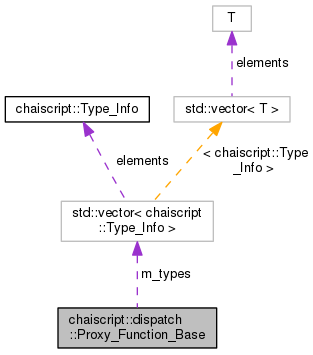 T
elements
chaiscript::Type_Info
std::vector< T >
elements
< chaiscript::Type
_Info >
std::vector< chaiscript
::Type_Info >
m_types
chaiscript::dispatch
::Proxy_Function_Base